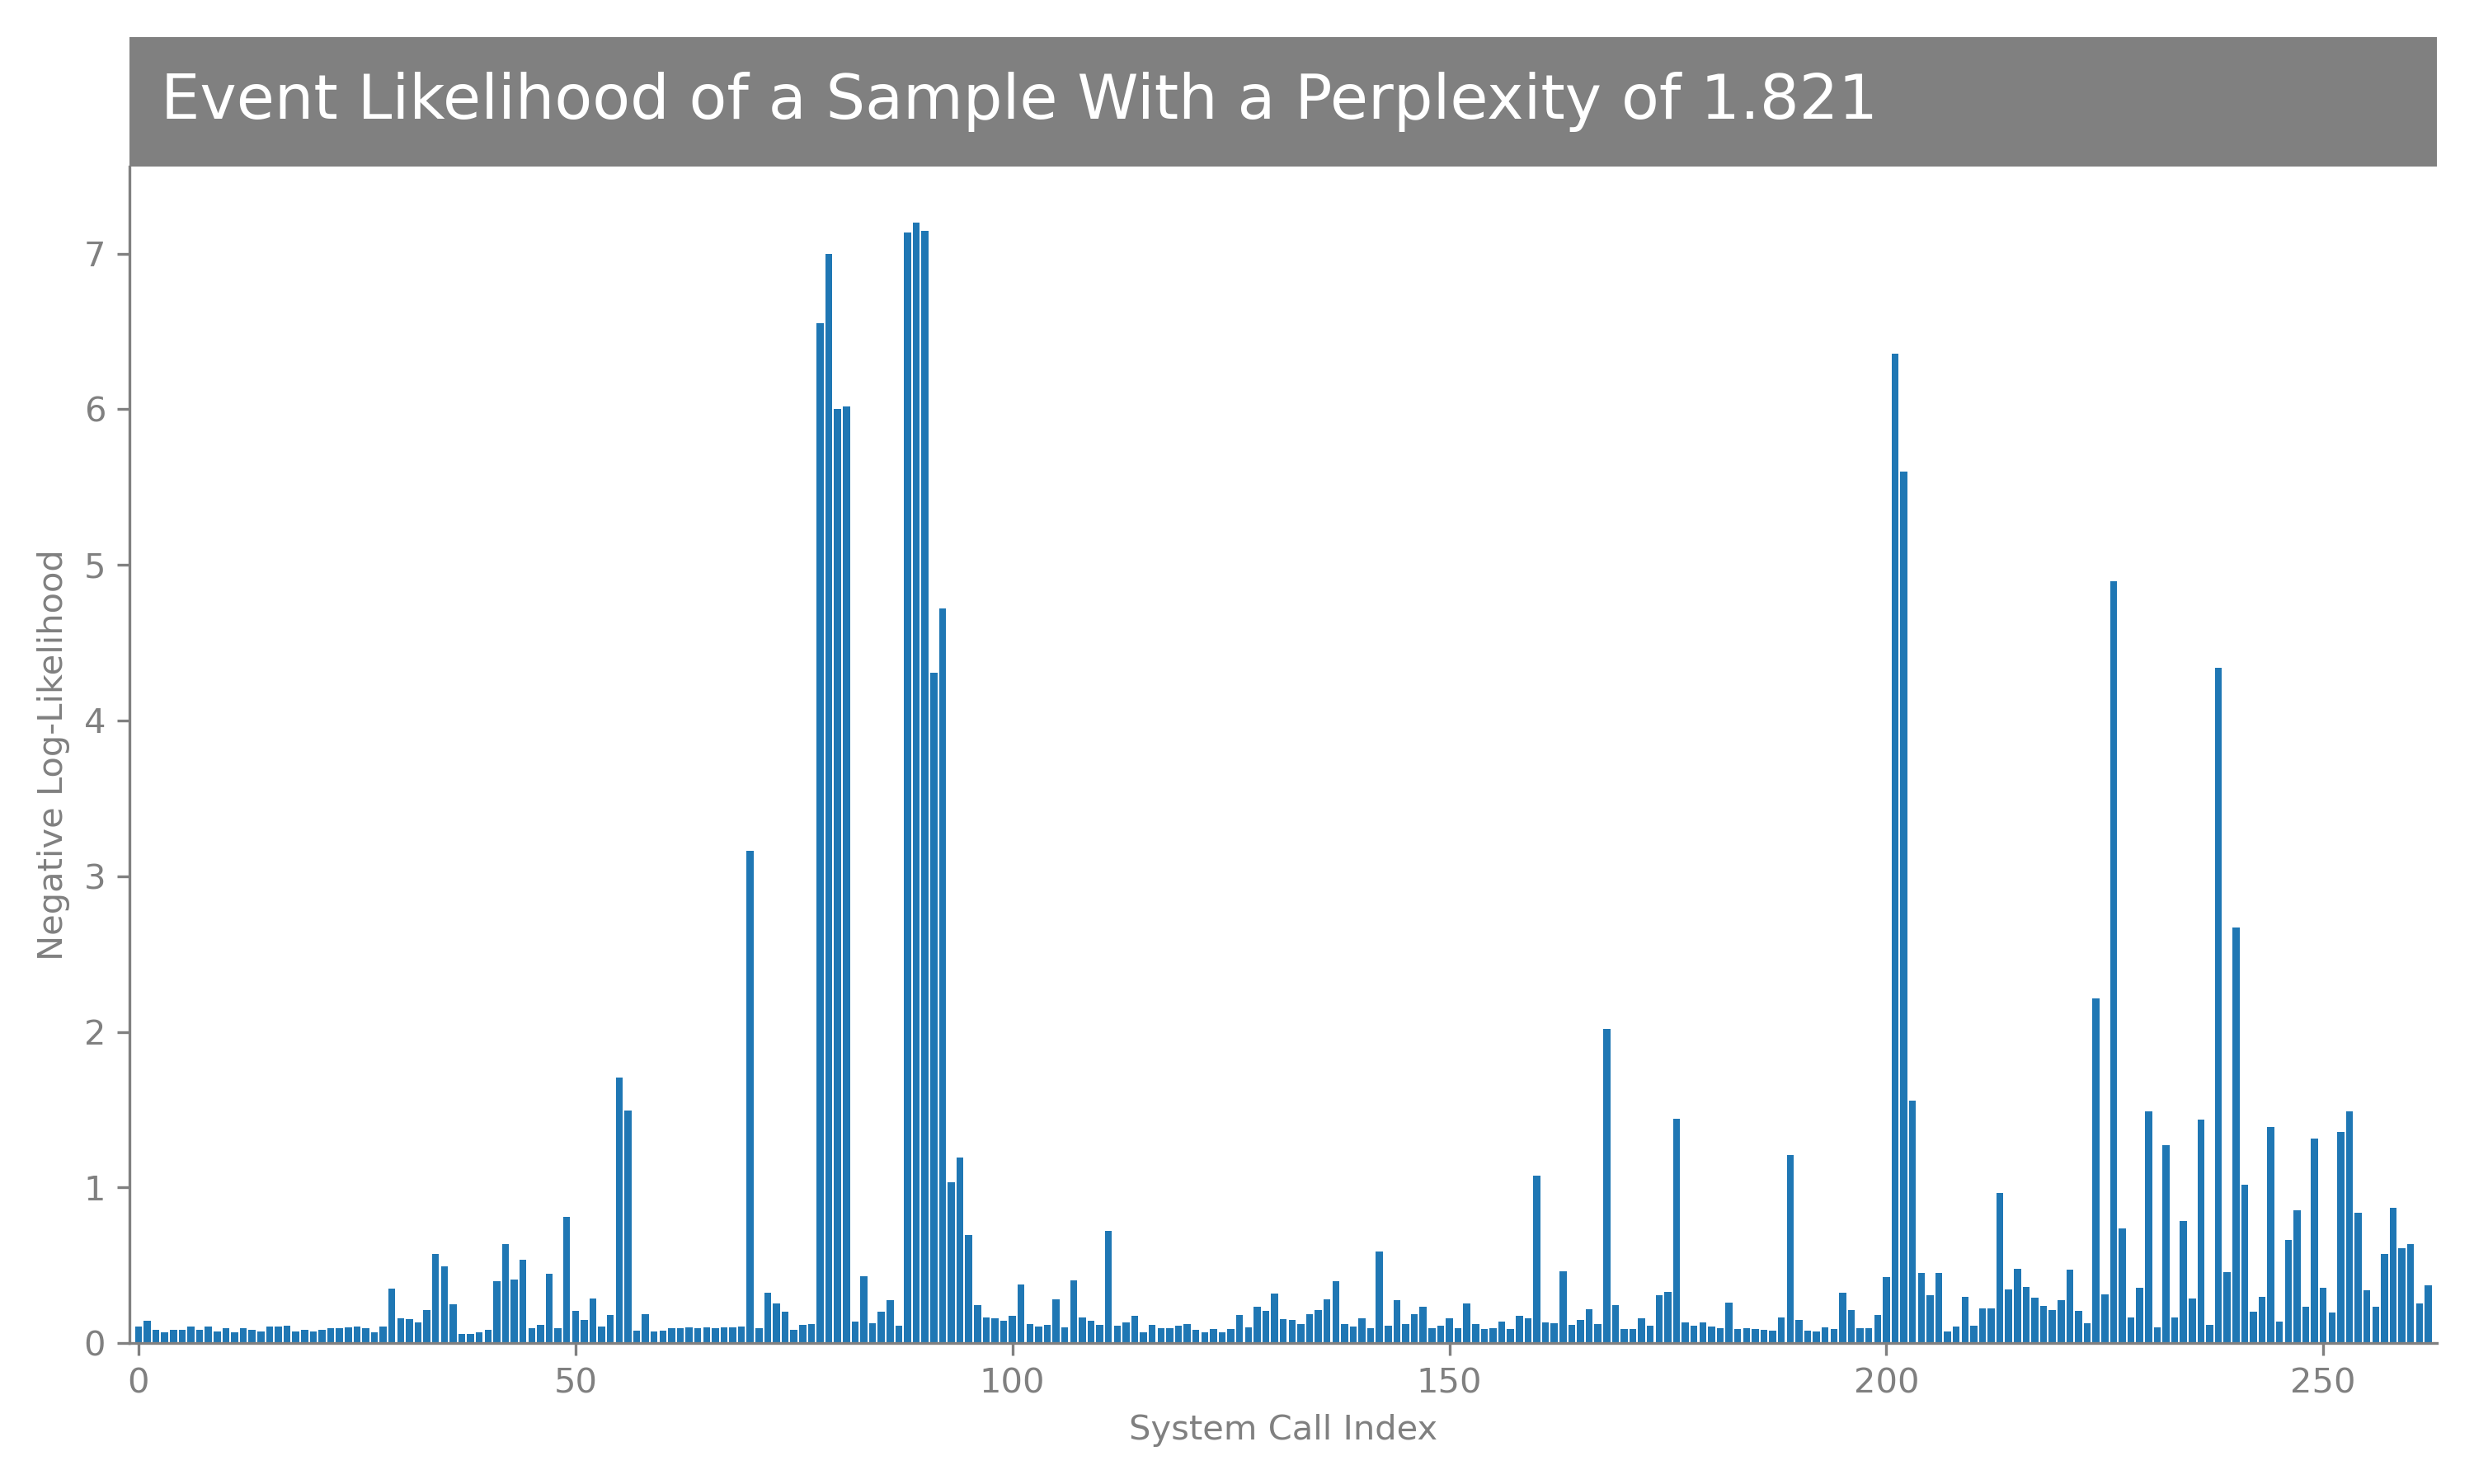 Event Likelihood of a Sample With a Perplexity of 1.821
Negative Log-Likelihood
7
6
5
4
3
2
1
0
0 50 100 150 200 250
System Call Index